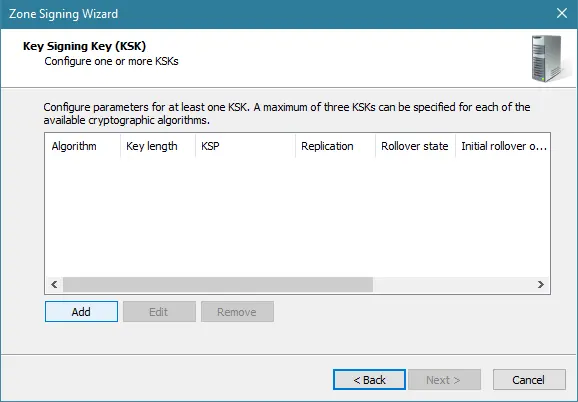 Zone Signing Wizard
Key Signing Key (KSK)
Configure one or more KSKs
Configure parameters for at least one KSK. A maximum of three KSKs can be specified for each of the
available cryptographic algorithms.
Algorithm Key length KSP Replication Rollover state Initial rollover o...
Add Edit Remove
< Back Next > Cancel